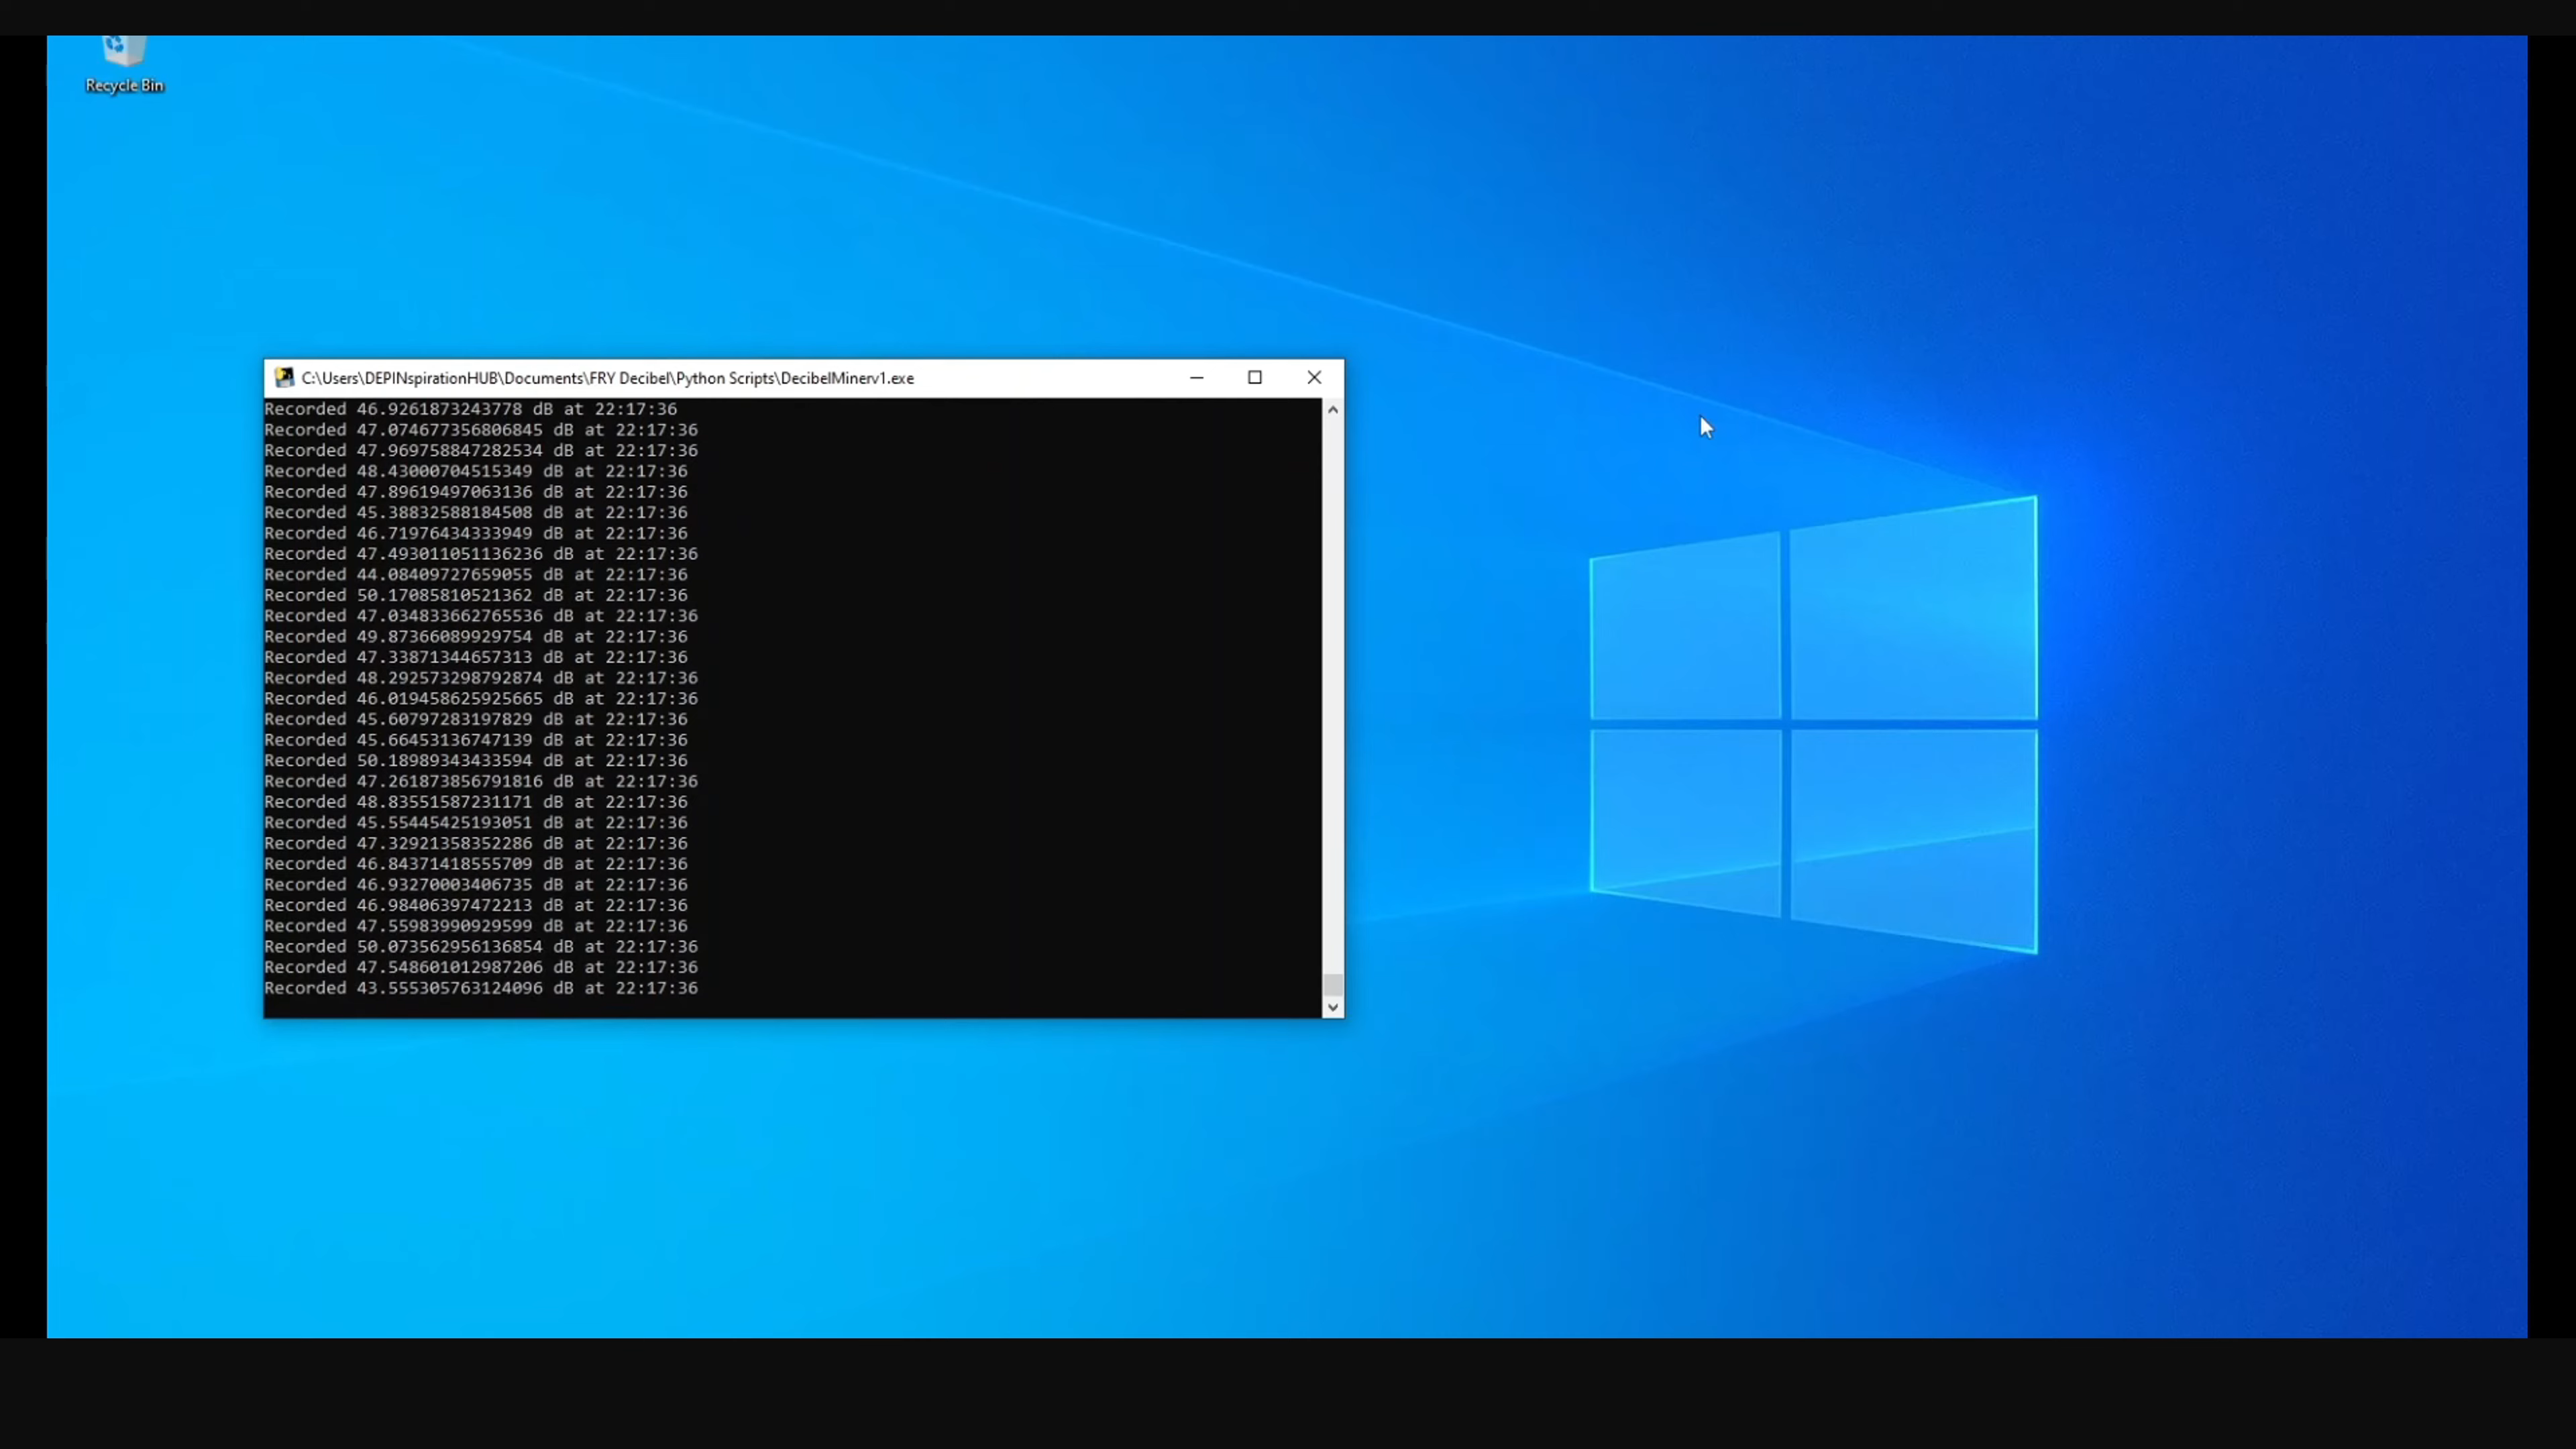 Recycle Bin
C:\Users\DEPINspirationHUB\Documents\FRY Decibel\Python Scripts\DecibelMinerv1.exe
Recorded 46.9261873243778 dB at 22:17:36
Recorded 47.074677356806845 dB at 22:17:36
Recorded 47.969758847282534 dB at 22:17:36
Recorded 48.43000704515349 dB at 22:17:36
Recorded 47.89619497063136 dB at 22:17:36
Recorded 45.38832588184508 dB at 22:17:36
Recorded 46.71976434333949 dB at 22:17:36
Recorded 47.493011051136236 dB at 22:17:36
Recorded 44.08409727659055 dB at 22:17:36
Recorded 50.17085810521362 dB at 22:17:36
Recorded 47.034833662765536 dB at 22:17:36
Recorded 49.87366089929754 dB at 22:17:36
Recorded 47.33871344657313 dB at 22:17:36
Recorded 48.292573298792874 dB at 22:17:36
Recorded 46.019458625925665 dB at 22:17:36
Recorded 45.60797283197829 dB at 22:17:36
Recorded 45.66453136747139 dB at 22:17:36
Recorded 50.18989343433594 dB at 22:17:36
Recorded 47.261873856791816 dB at 22:17:36
Recorded 48.83551587231171 dB at 22:17:36
Recorded 45.55445425193051 dB at 22:17:36
Recorded 47.32921358352286 dB at 22:17:36
Recorded 46.84371418555709 dB at 22:17:36
Recorded 46.93270003406735 dB at 22:17:36
Recorded 46.98406397472213 dB at 22:17:36
Recorded 47.55983990929599 dB at 22:17:36
Recorded 50.073562956136854 dB at 22:17:36
Recorded 47.548601012987206 dB at 22:17:36
Recorded 43.555305763124096 dB at 22:17:36